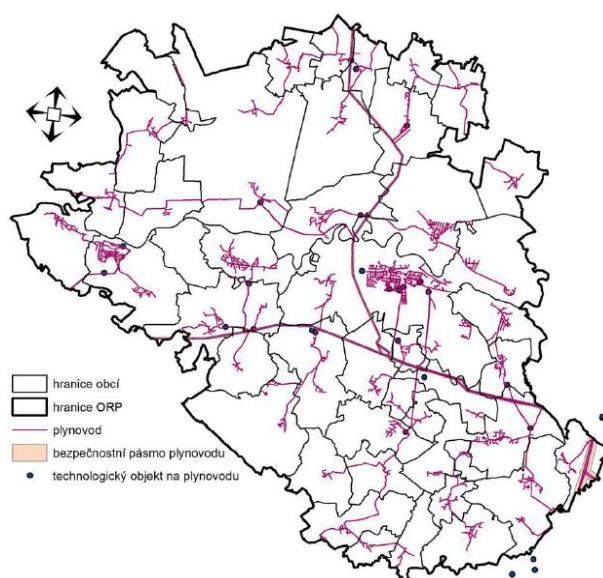 hranice obcí
hranice ORP
plynovod
bezpečnostní pásmo plynovodu
technologický objekt na plynovodu